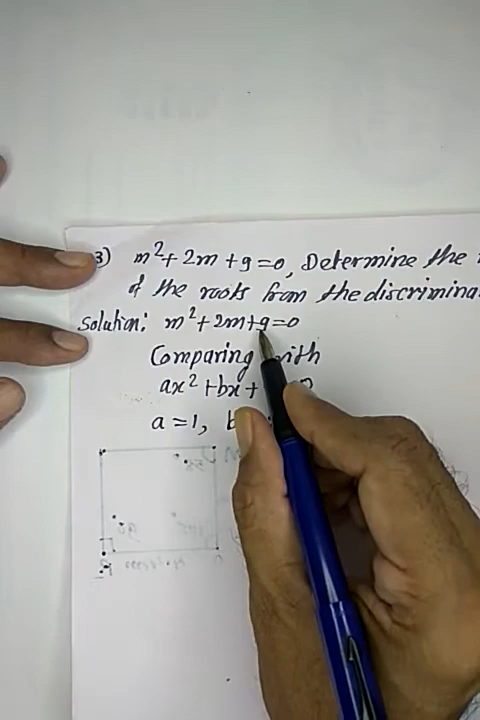 3) m²+2m+9=0, Determine the
of the roots from the discrimina
Solution: m²+2m+9=0
Comparing with
ax²+bx+
a=1, b